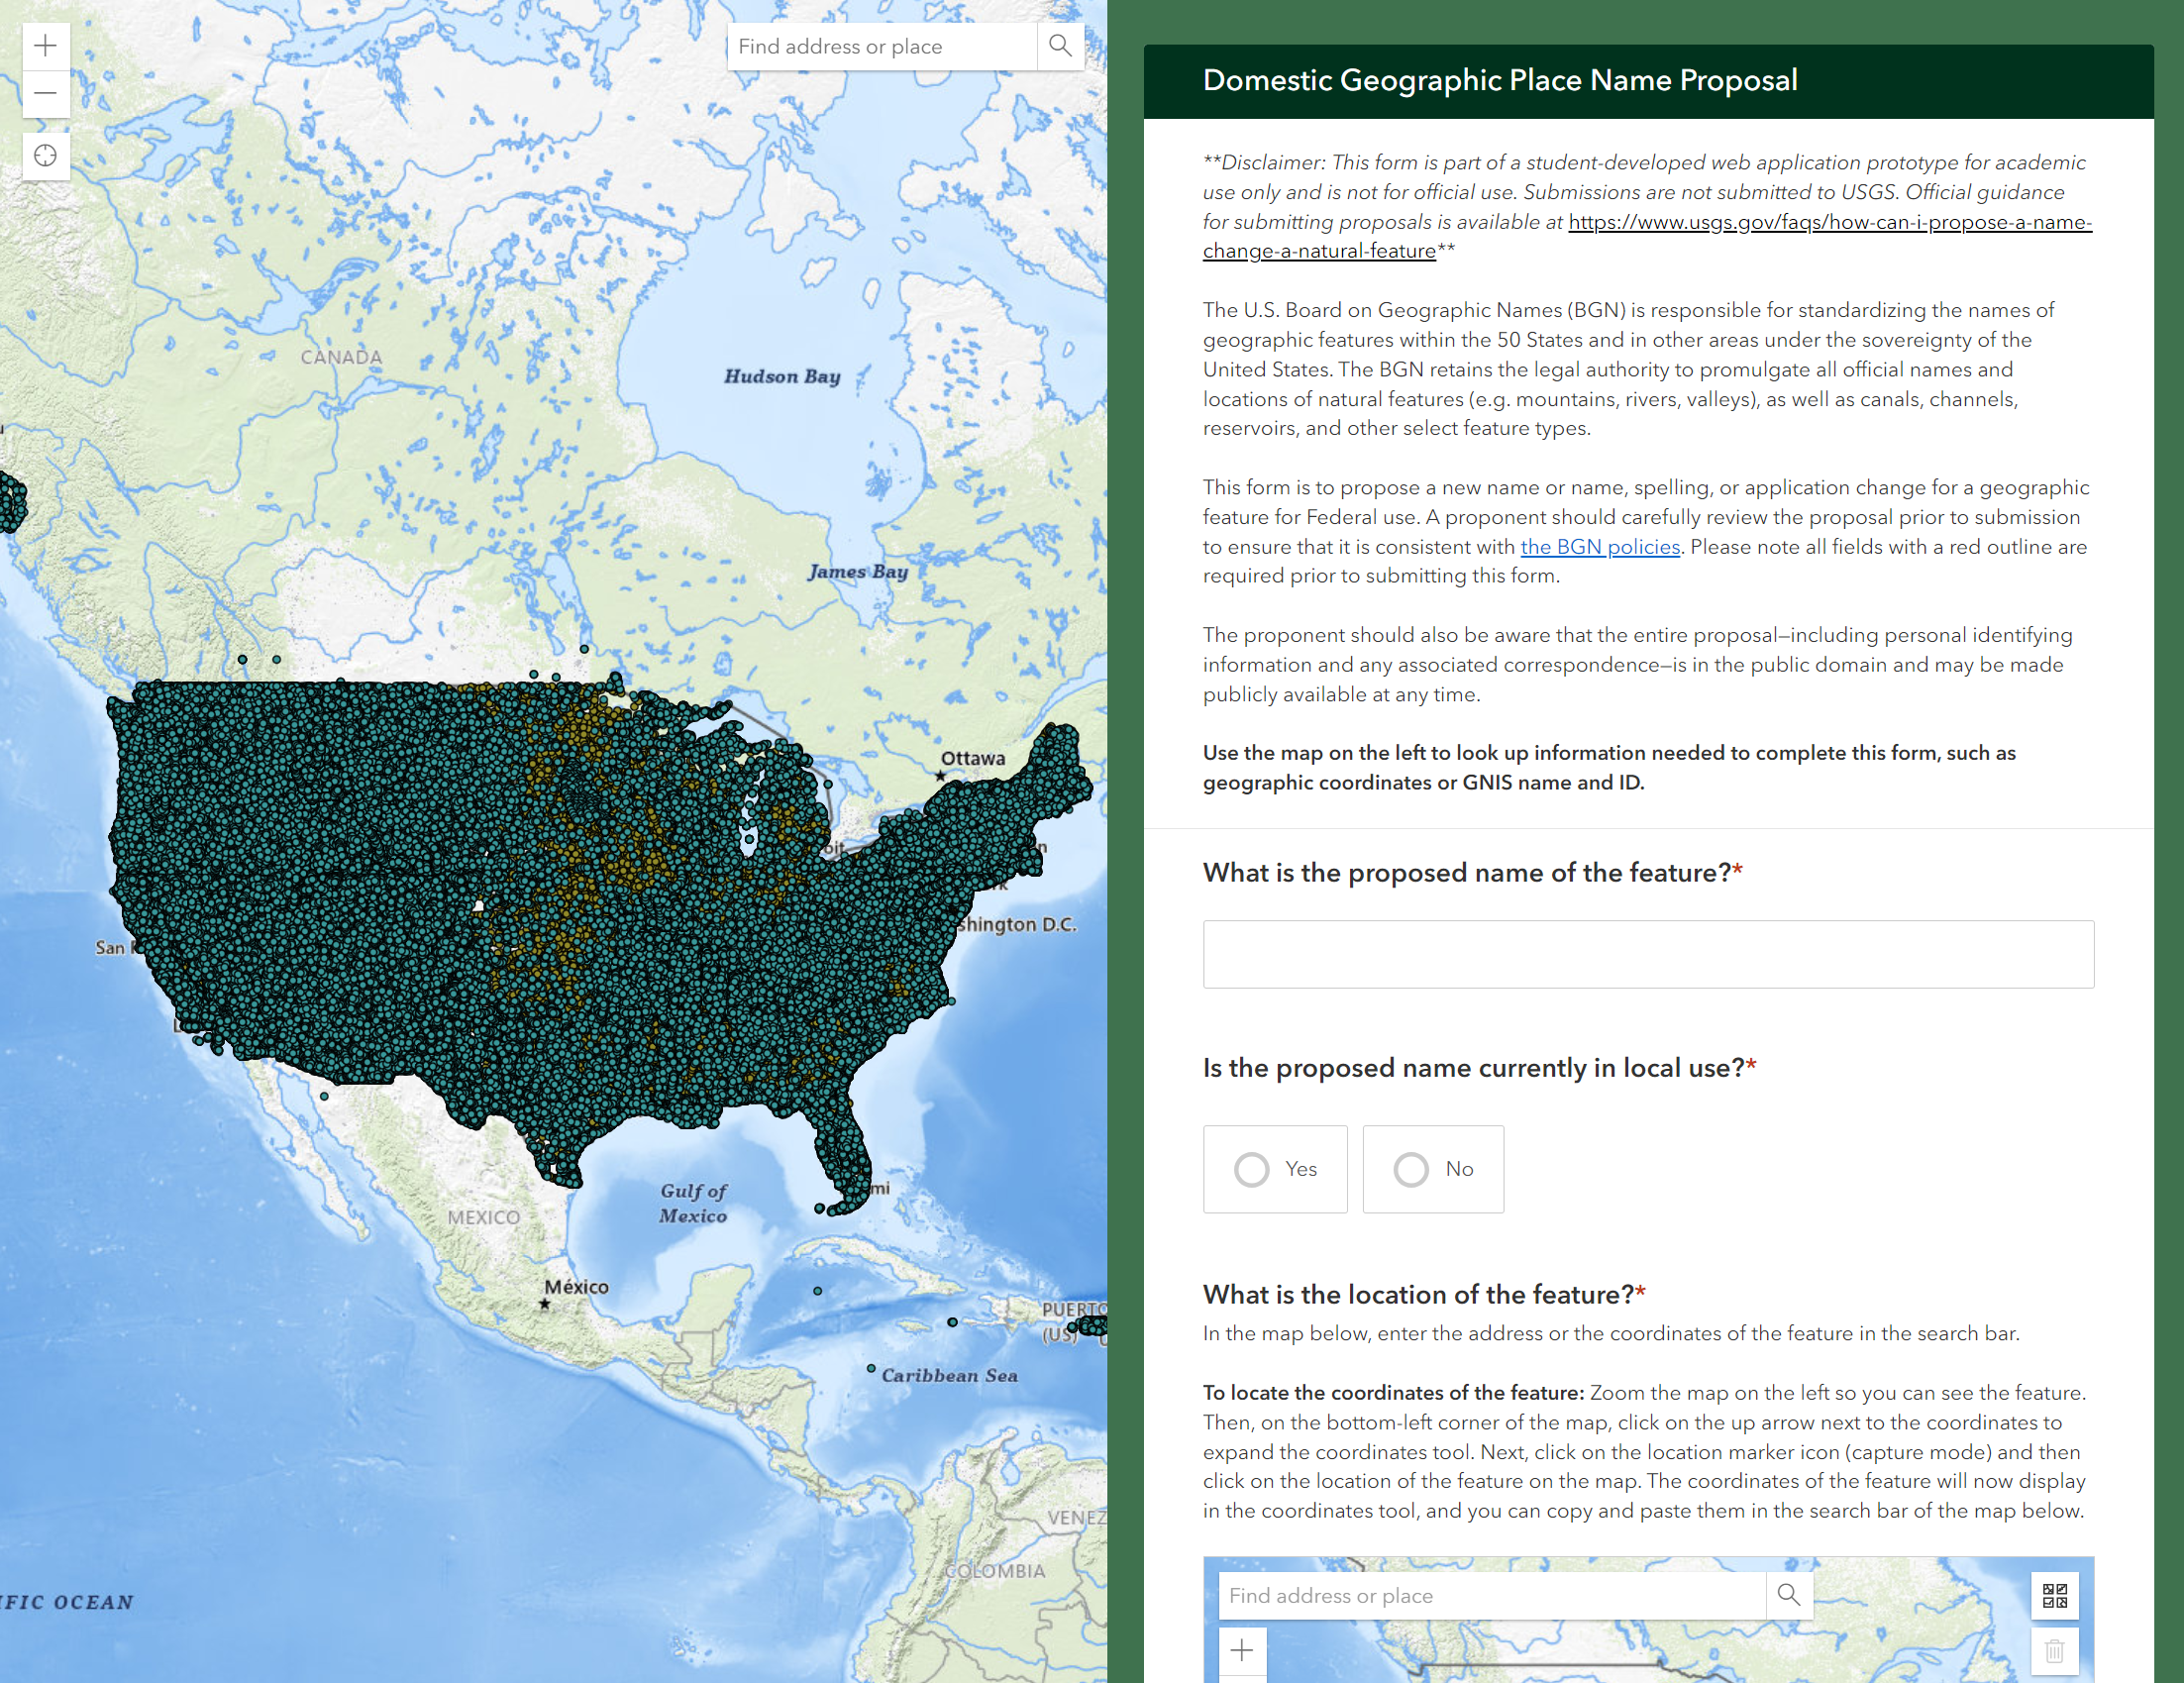 Find address or place
CANADA
Hudson Bay
James Bay
Ottawa
shington D.C.
San
Gulf of
Mexico
MEXICO
México
PUERTO
(US)
Caribbean Sea
VENEZ
COLOMBIA
IFIC OCEAN
Domestic Geographic Place Name Proposal
**Disclaimer: This form is part of a student-developed web application prototype for academic
use only and is not for official use. Submissions are not submitted to USGS. Official guidance
for submitting proposals is available at https://www.usgs.gov/faqs/how-can-i-propose-a-name-
change-a-natural-feature**
The U.S. Board on Geographic Names (BGN) is responsible for standardizing the names of
geographic features within the 50 States and in other areas under the sovereignty of the
United States. The BGN retains the legal authority to promulgate all official names and
locations of natural features (e.g. mountains, rivers, valleys), as well as canals, channels,
reservoirs, and other select feature types.
This form is to propose a new name or name, spelling, or application change for a geographic
feature for Federal use. A proponent should carefully review the proposal prior to submission
to ensure that it is consistent with the BGN policies. Please note all fields with a red outline are
required prior to submitting this form.
The proponent should also be aware that the entire proposal—including personal identifying
information and any associated correspondence—is in the public domain and may be made
publicly available at any time.
Use the map on the left to look up information needed to complete this form, such as
geographic coordinates or GNIS name and ID.
What is the proposed name of the feature?*
Is the proposed name currently in local use?*
Yes
No
What is the location of the feature?*
In the map below, enter the address or the coordinates of the feature in the search bar.
To locate the coordinates of the feature: Zoom the map on the left so you can see the feature.
Then, on the bottom-left corner of the map, click on the up arrow next to the coordinates to
expand the coordinates tool. Next, click on the location marker icon (capture mode) and then
click on the location of the feature on the map. The coordinates of the feature will now display
in the coordinates tool, and you can copy and paste them in the search bar of the map below.
Find address or place